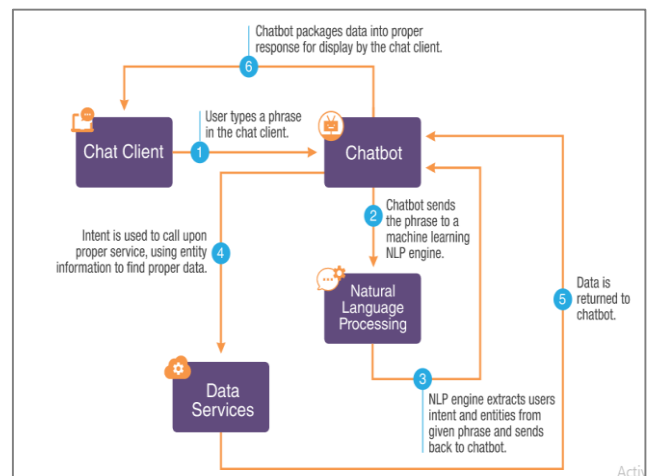 Chatbot packages data into proper
response for display by the chat client.
6
User types a phrase
in the chat client.
Chat Client
1
Chatbot
2
Chatbot sends
the phrase to a
machine learning
NLP engine.
Intent is used to call upon
proper service, using entity
information to find proper data.
4
Natural
Language
Processing
5
Data is
returned to
chatbot.
3
Data
Services
NLP engine extracts users
intent and entities from
given phrase and sends
back to chatbot.